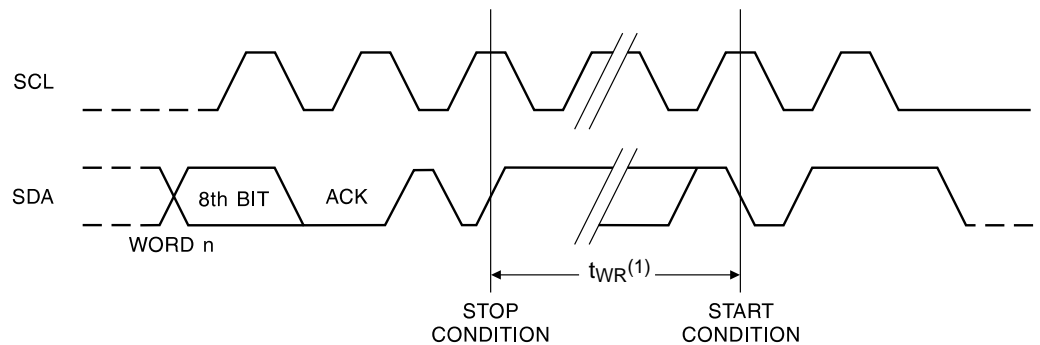 SCL
SDA
8th BIT
ACK
WORD n
tWR(1)
STOP
CONDITION
START
CONDITION